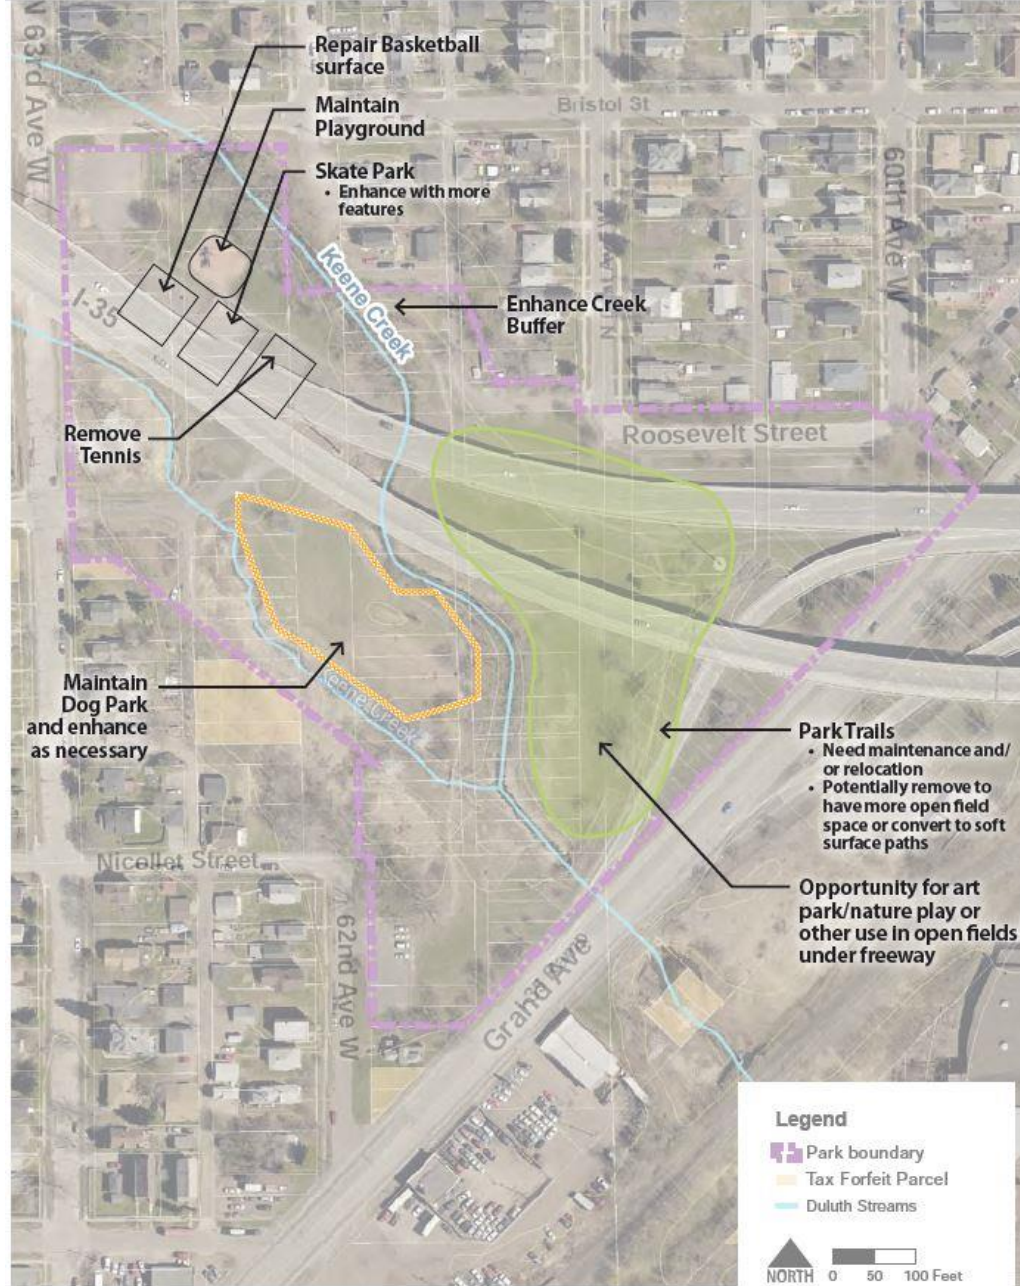 N 63rd Ave W
Repair Basketball
surface
Maintain
Playground
Skate Park
• Enhance with more
features
Bristol St
60th Ave W
Keene Creek
I-35
Enhance Creek
Buffer
Remove
Tennis
Roosevelt Street
Maintain
Dog Park
and enhance
as necessary
Keene Creek
Park Trails
• Need maintenance and/
or relocation
• Potentially remove to
have more open field
space or convert to soft
surface paths
Nicollet Street
62nd Ave W
Opportunity for art
park/nature play or
other use in open fields
under freeway
Grand Ave
Legend
Park boundary
Tax Forfeit Parcel
Duluth Streams
NORTH
0 50 100 Feet